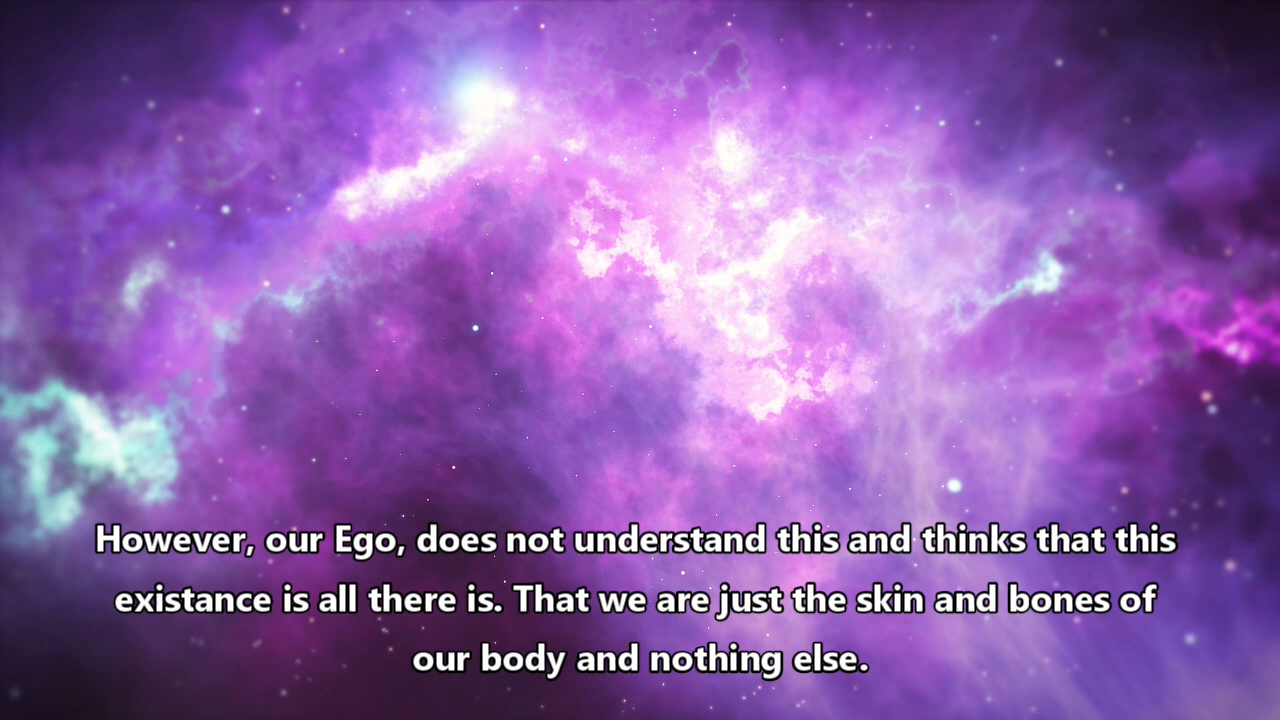 However, our Ego, does not understand this and thinks that this
existance is all there is. That we are just the skin and bones of
our body and nothing else.